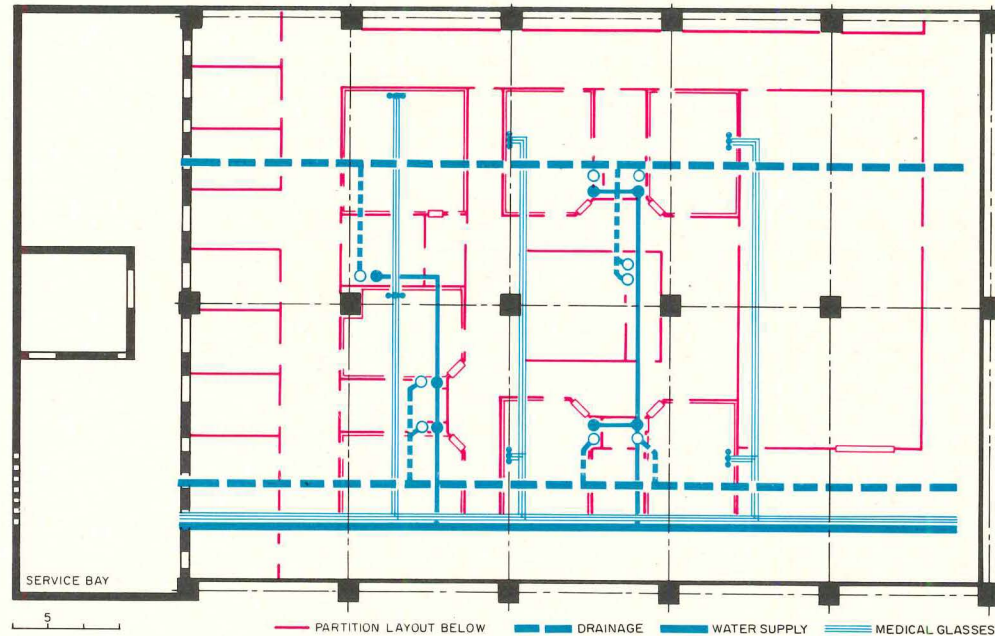 SERVICE BAY
5
PARTITION LAYOUT BELOW DRAINAGE WATER SUPPLY MEDICAL GLASSES